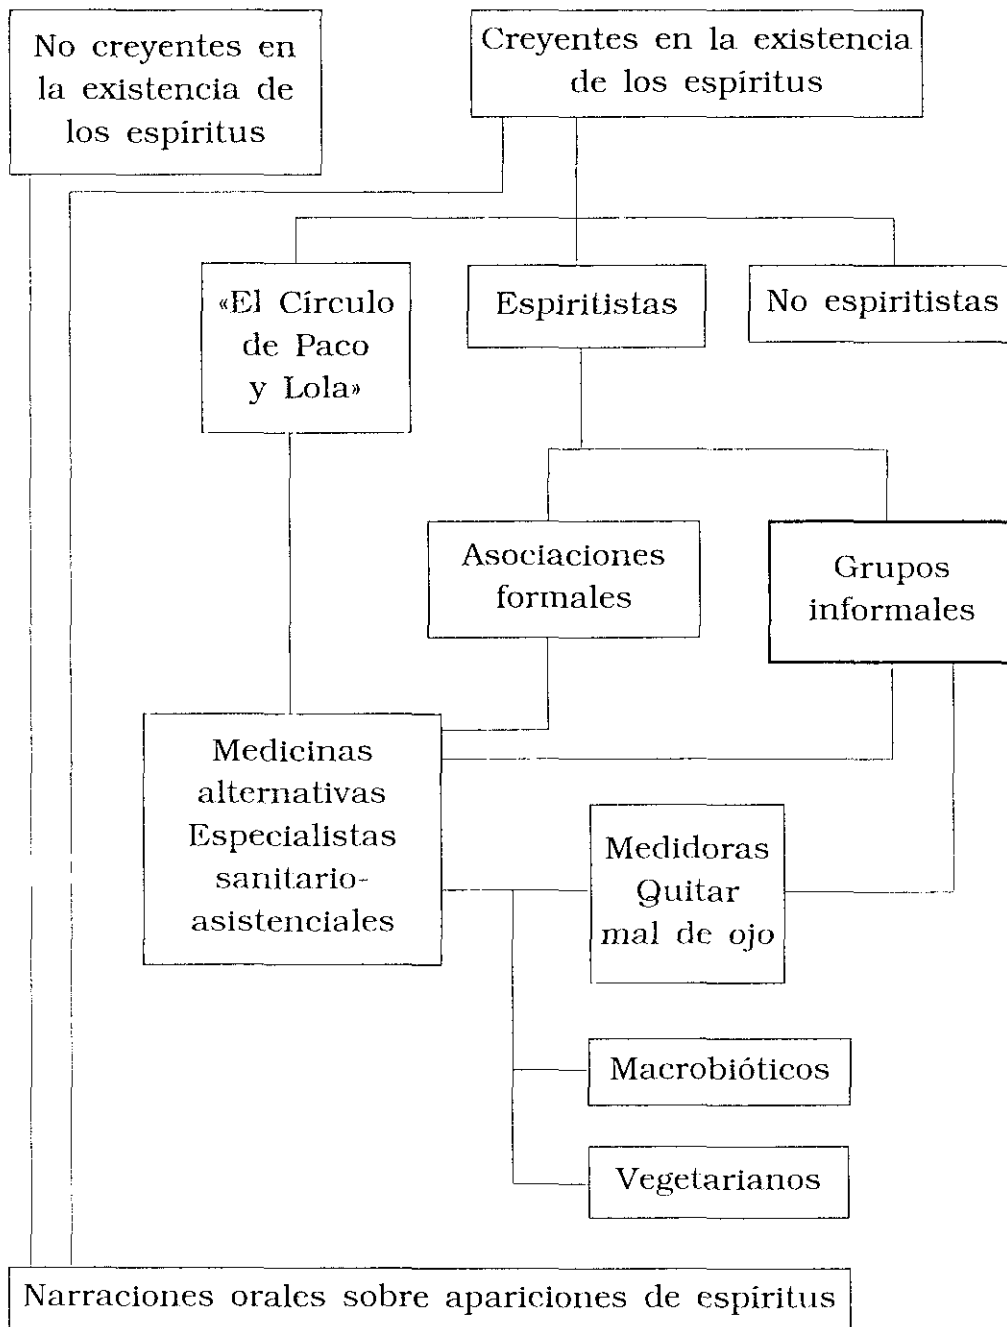 No creyentes en
la existencia de
los espíritus
Creyentes en la existencia
de los espíritus
«El Círculo
de Paco
y Lola»
Espiritistas
No espiritistas
Asociaciones
formales
Grupos
informales
Medicinas
alternativas
Especialistas
sanitario-
asistenciales
Medidoras
Quitar
mal de ojo
Macrobióticos
Vegetarianos
Narraciones orales sobre apariciones de espíritus